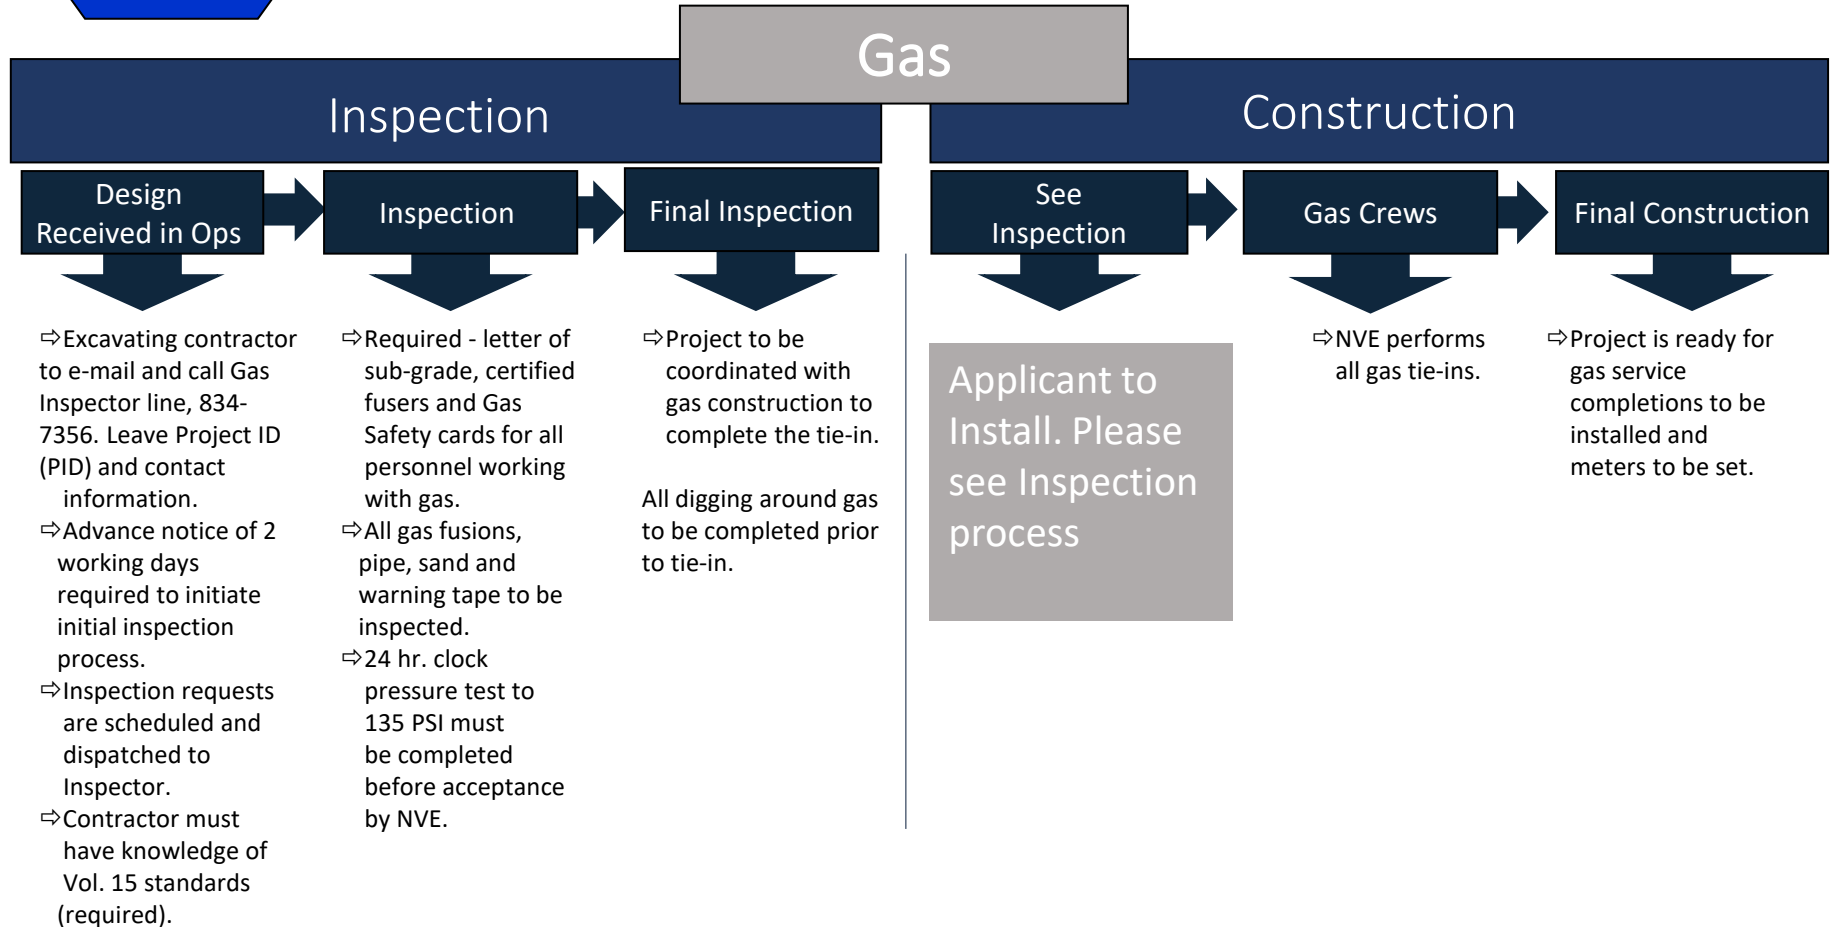 Gas
Inspection
Construction
Design
Received in Ops
Inspection
Final Inspection
See
Inspection
Gas Crews
Final Construction
⇨Excavating contractor
to e-mail and call Gas
Inspector line, 834-
7356. Leave Project ID
(PID) and contact
information.
⇨Advance notice of 2
working days
required to initiate
initial inspection
process.
⇨Inspection requests
are scheduled and
dispatched to
Inspector.
⇨Contractor must
have knowledge of
Vol. 15 standards
(required).
⇨Required - letter of
sub-grade, certified
fusers and Gas
Safety cards for all
personnel working
with gas.
⇨All gas fusions,
pipe, sand and
warning tape to be
inspected.
⇨24 hr. clock
pressure test to
135 PSI must
be completed
before acceptance
by NVE.
⇨Project to be
coordinated with
gas construction to
complete the tie-in.
All digging around gas
to be completed prior
to tie-in.
Applicant to
Install. Please
see Inspection
process
⇨NVE performs
all gas tie-ins.
⇨Project is ready for
gas service
completions to be
installed and
meters to be set.